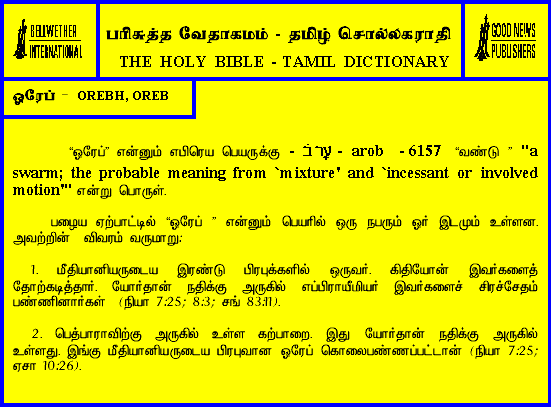 BELLWETHER
INTERNATIONAL
பரிசுத்த வேதாகமம் - தமிழ் சொல்லகராதி
THE HOLY BIBLE - TAMIL DICTIONARY
GOOD NEWS
PUBLISHERS
ஓரேப் - OREBH, OREB
“ஓரேப்” என்னும் எபிரெய பெயருக்கு - עָרֹב - arob - 6157 “வண்டு ” "a
swarm; the probable meaning from `mixture' and `incessant or involved
motion'" என்று பொருள்.
பழைய ஏற்பாட்டில் “ஓரேப் ” என்னும் பெயரில் ஒரு நபரும் ஓர் இடமும் உள்ளன.
அவற்றின் விவரம் வருமாறு:
1. மீதியானியருடைய இரண்டு பிரபுக்களில் ஒருவர். கிதியோன் இவர்களைத்
தோற்கடித்தார். யோர்தான் நதிக்கு அருகில் எப்பிராயீமியர் இவர்களைச் சிரச்சேதம்
பண்ணினார்கள் (நியா 7:25; 8:3; சங் 83:11).
2. பெத்பாராவிற்கு அருகில் உள்ள கற்பாறை. இது யோர்தான் நதிக்கு அருகில்
உள்ளது. இங்கு மீதியானியருடைய பிரபுவான ஓரேப் கொலைபண்ணப்பட்டான் (நியா 7:25;
ஏசா 10:26).